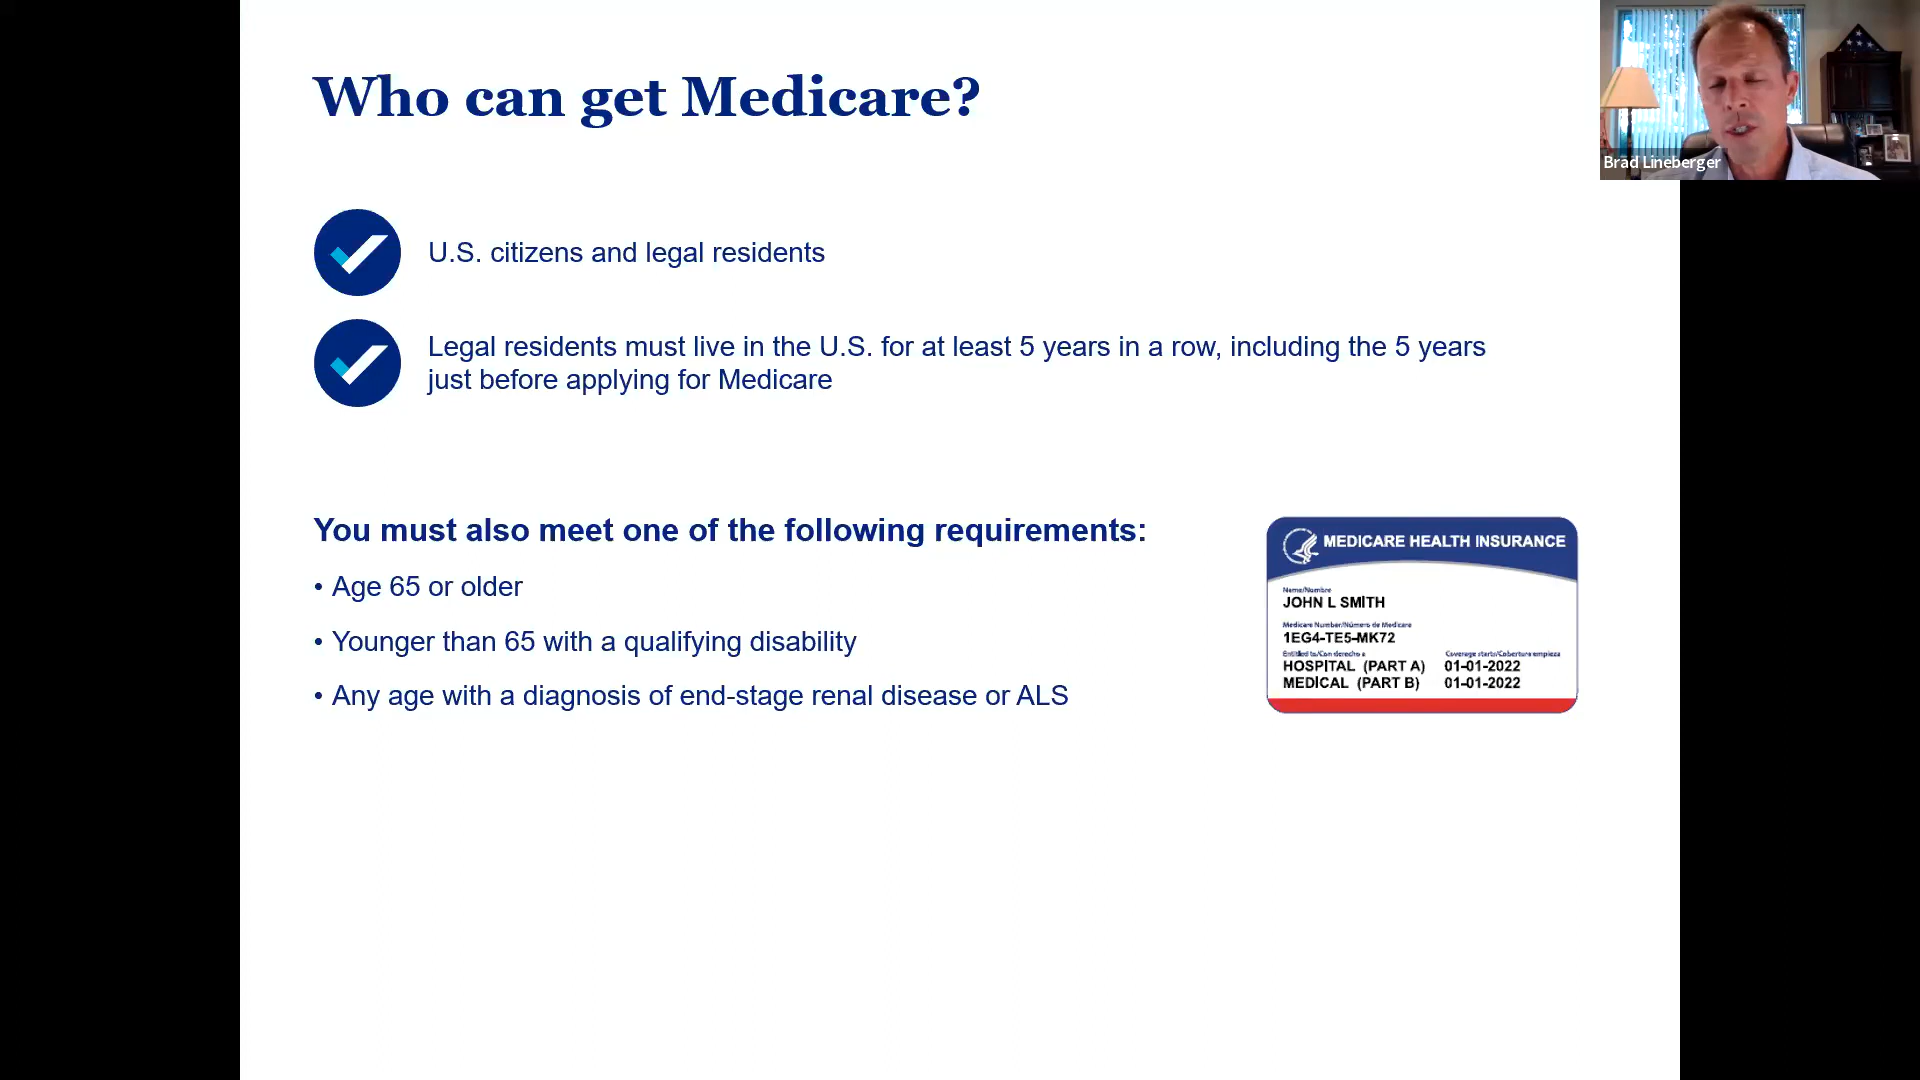 Who can get Medicare?
Brad Lineberger
U.S. citizens and legal residents
Legal residents must live in the U.S. for at least 5 years in a row, including the 5 years
just before applying for Medicare
You must also meet one of the following requirements:
• Age 65 or older
• Younger than 65 with a qualifying disability
• Any age with a diagnosis of end-stage renal disease or ALS
MEDICARE HEALTH INSURANCE
Name/Nombre
JOHN L SMITH
Medicare Number/Número de Medicare
1EG4-TE5-MK72
Entitled to/Con derecho a Coverage starts/Cobertura empieza
HOSPITAL (PART A) 01-01-2022
MEDICAL (PART B) 01-01-2022